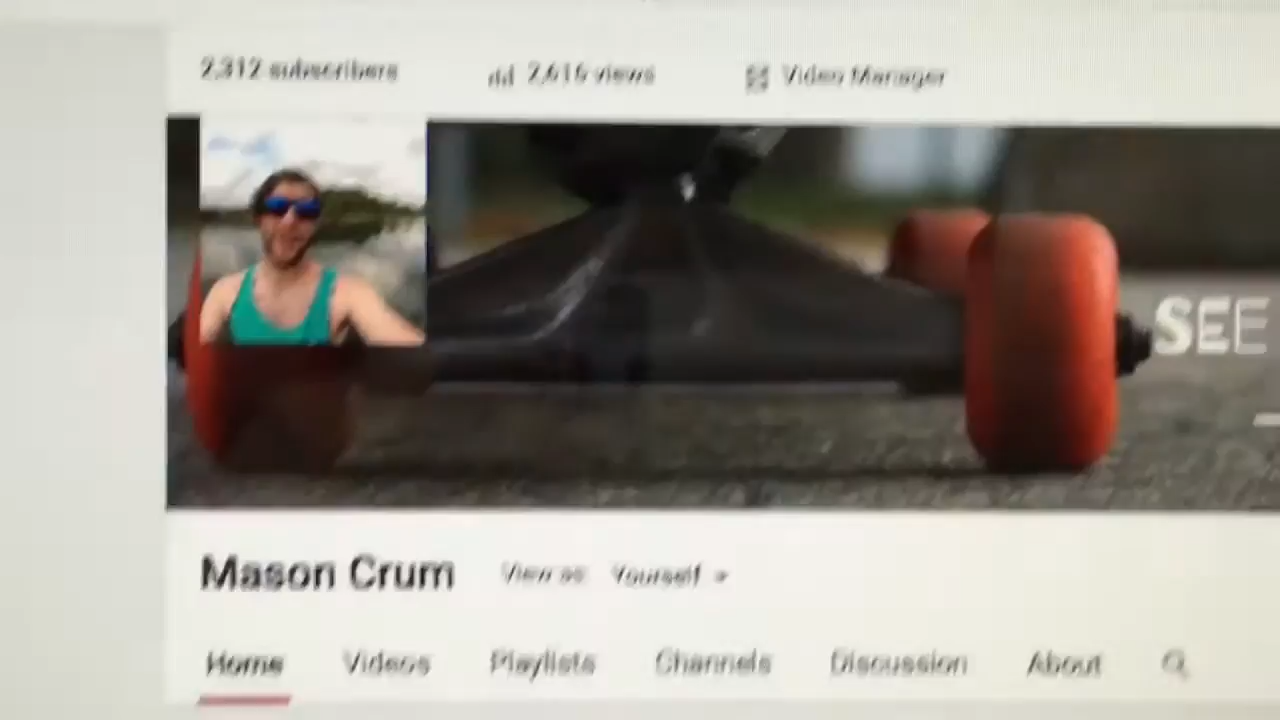 2,312 subscribers 2,616 views Video Manager
SEE
Mason Crum View as: Yourself
Home Videos Playlists Channels Discussion About